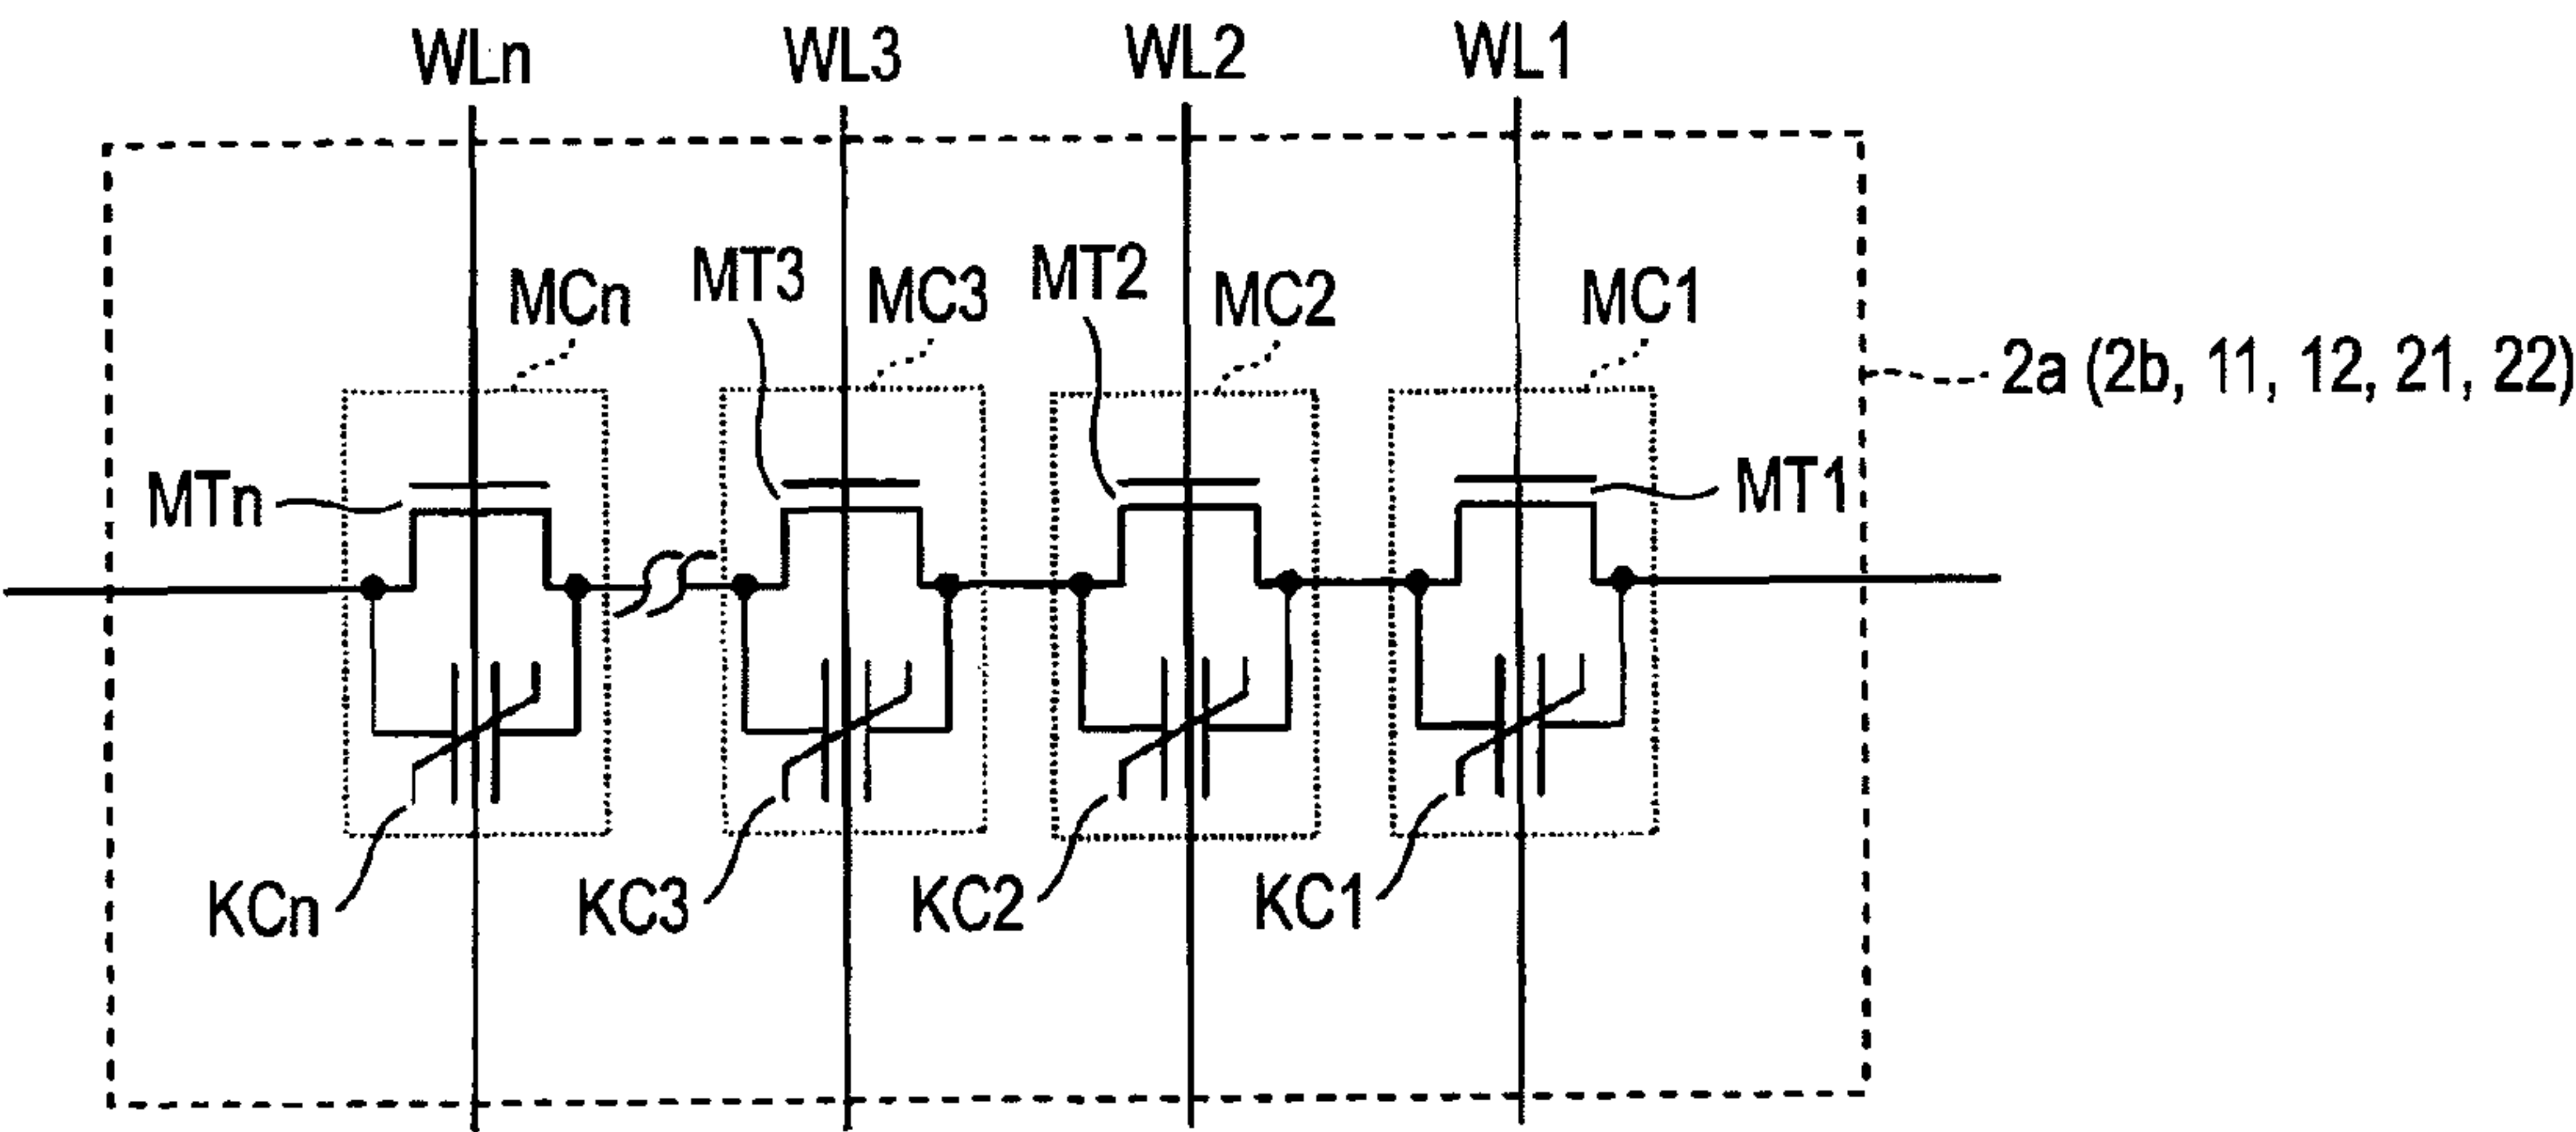 WLn WL3 WL2 WL1
MCn MT3 MC3 MT2 MC2 MC1
2a (2b, 11, 12, 21, 22)
MTn MT1
KCn KC3 KC2 KC1